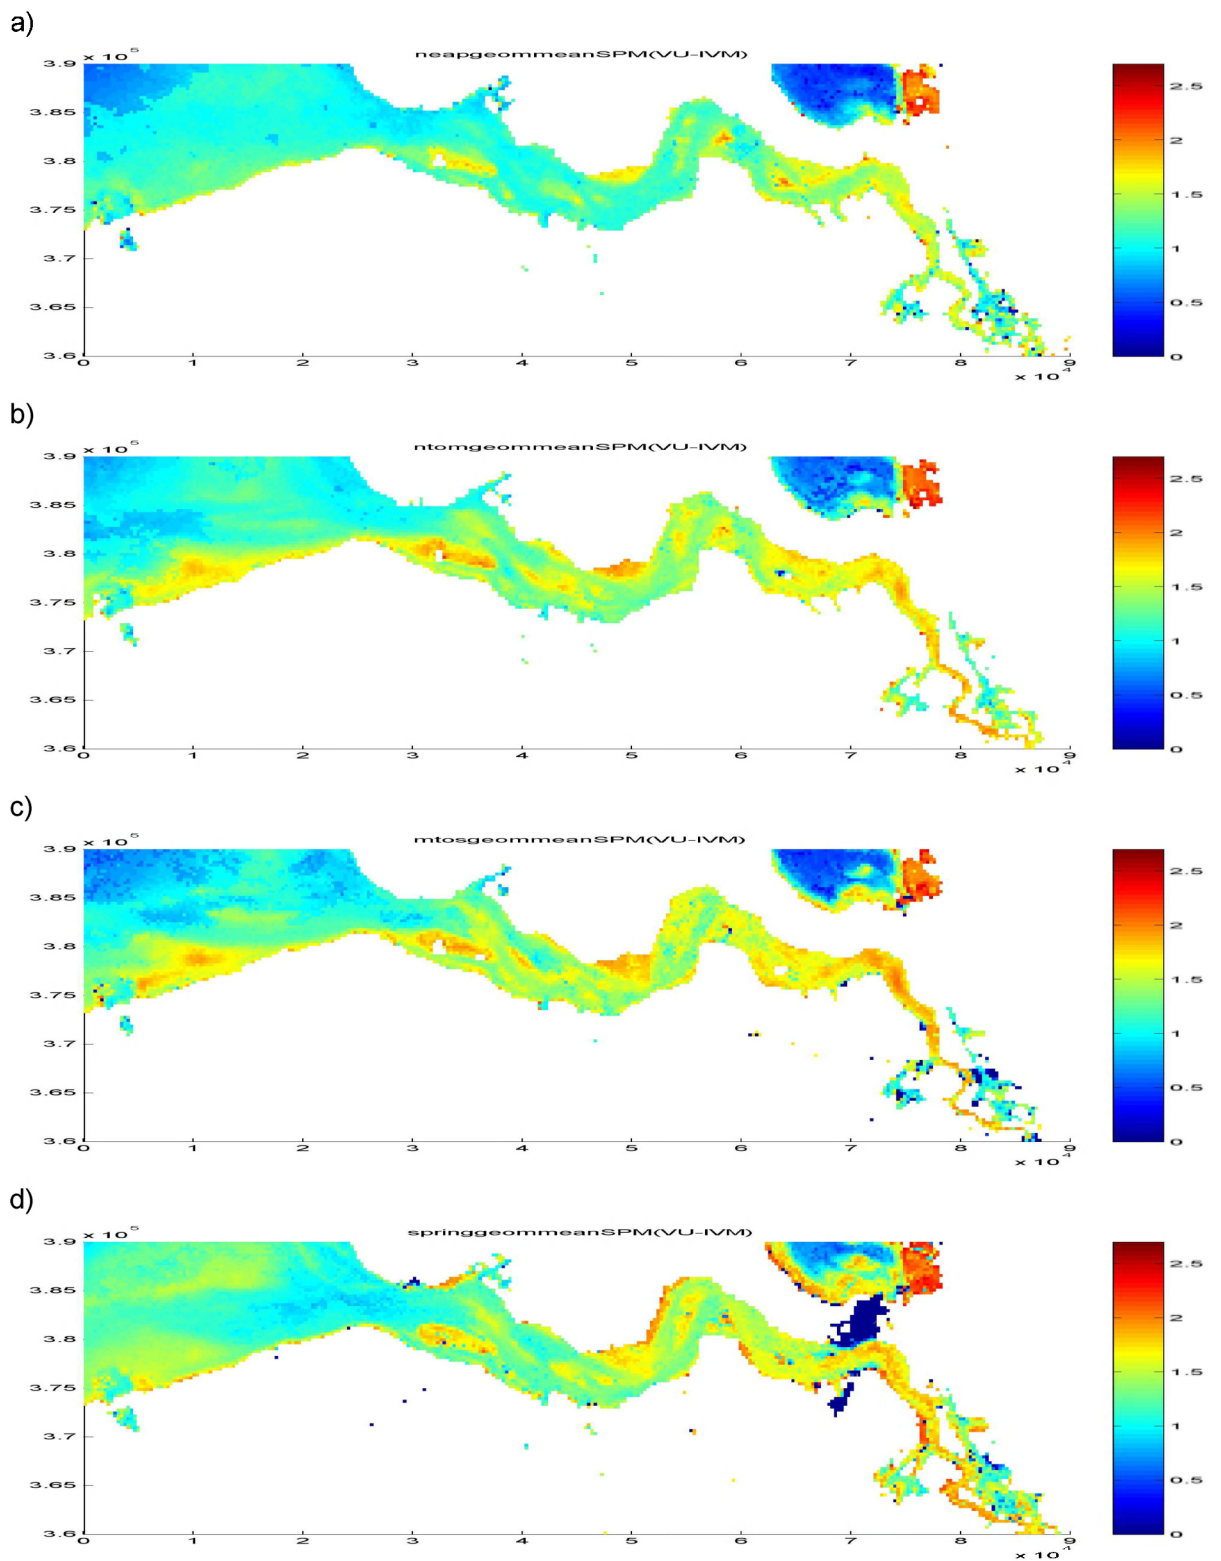 a)
neapgeommeanSPM(VU-IVM)
x 10^5
3.9
3.85
3.8
3.75
3.7
3.65
3.6
0 1 2 3 4 5 6 7 8 9
x 10^4
2.5
2
1.5
1
0.5
0
b)
ntomgeommeanSPM(VU-IVM)
x 10^5
3.9
3.85
3.8
3.75
3.7
3.65
3.6
0 1 2 3 4 5 6 7 8 9
x 10^4
2.5
2
1.5
1
0.5
0
c)
mtosgeommeanSPM(VU-IVM)
x 10^5
3.9
3.85
3.8
3.75
3.7
3.65
3.6
0 1 2 3 4 5 6 7 8 9
x 10^4
2.5
2
1.5
1
0.5
0
d)
springgeommeanSPM(VU-IVM)
x 10^5
3.9
3.85
3.8
3.75
3.7
3.65
3.6
0 1 2 3 4 5 6 7 8 9
x 10^4
2.5
2
1.5
1
0.5
0